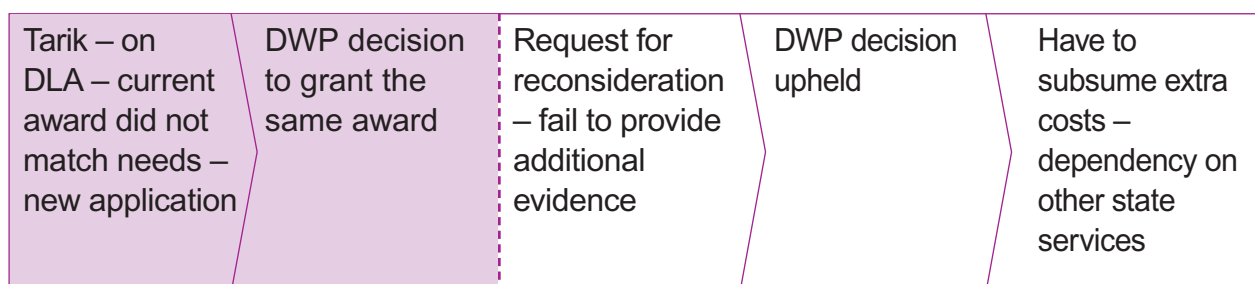 Tarik – on
DLA – current
award did not
match needs –
new application
DWP decision
to grant the
same award
Request for
reconsideration
– fail to provide
additional
evidence
DWP decision
upheld
Have to
subsume extra
costs –
dependency on
other state
services